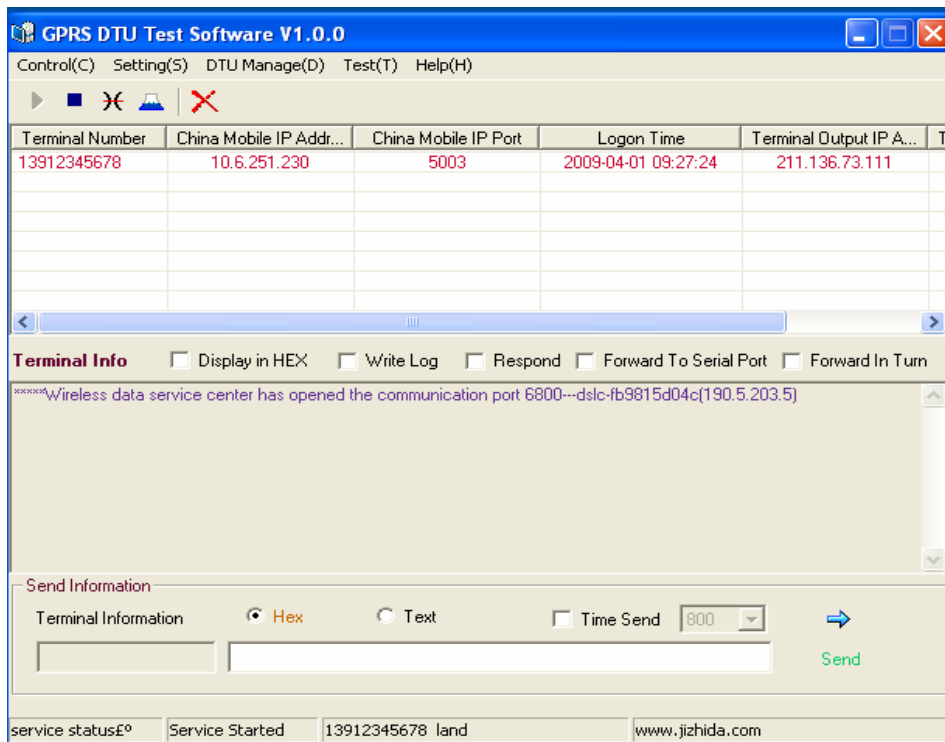 GPRS DTU Test Software V1.0.0
Control(C) Setting(S) DTU Manage(D) Test(T) Help(H)
Terminal Number China Mobile IP Addr... China Mobile IP Port Logon Time Terminal Output IP A... T
13912345678 10.6.251.230 5003 2009-04-01 09:27:24 211.136.73.111
Terminal Info Display in HEX Write Log Respond Forward To Serial Port Forward In Turn
*****Wireless data service center has opened the communication port 6800---dslc-fb9815d04c(190.5.203.5)
Send Information
Terminal Information Hex Text Time Send 800
Send
service status£º Service Started 13912345678 land www.jizhida.com